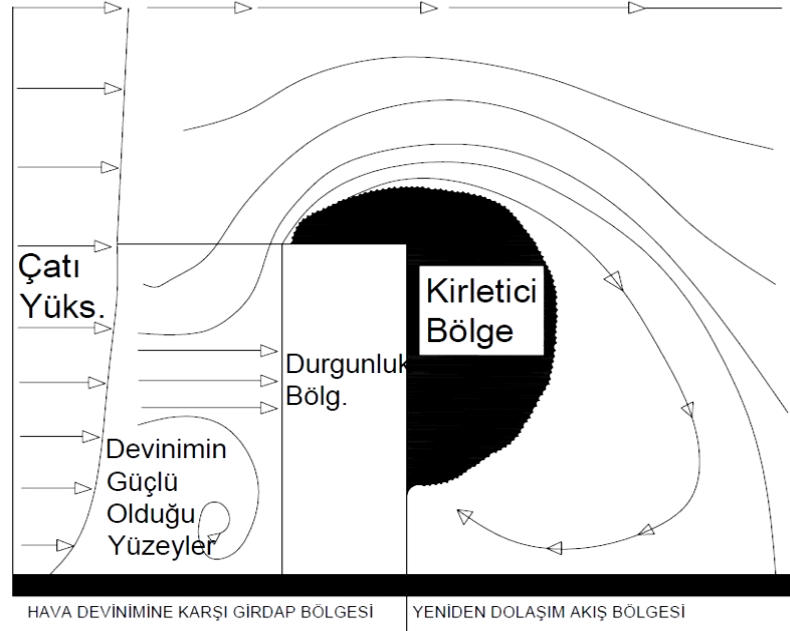 Çatı
Yüks.
Kirletici
Bölge
Durgunluk
Bölg.
Devinimin
Güçlü
Olduğu
Yüzeyler
HAVA DEVİNİMİNE KARŞI GİRDAP BÖLGESİ
YENİDEN DOLAŞIM AKIŞ BÖLGESİ